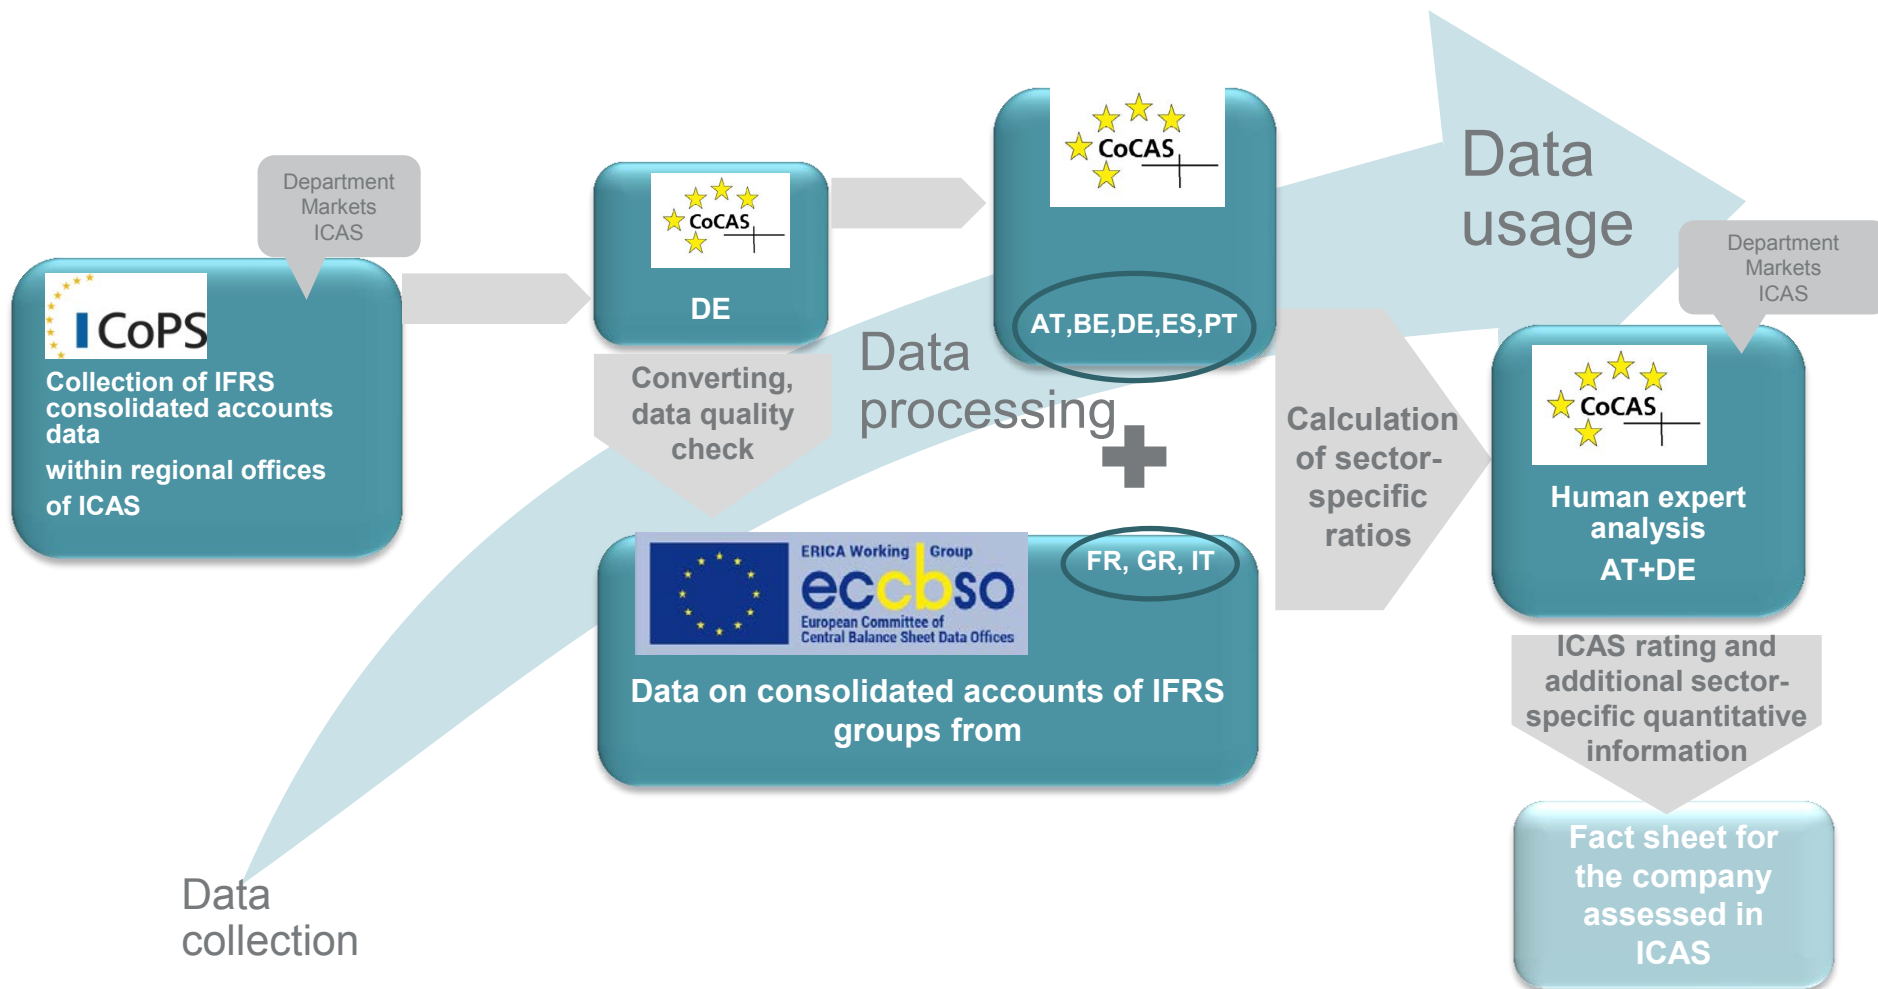 Department
Markets
ICAS
I CoPS
Collection of IFRS
consolidated accounts
data
within regional offices
of ICAS
CoCAS
DE
Converting,
data quality
check
CoCAS
AT,BE,DE,ES,PT
Data
processing
ERICA Working Group
eccbso
European Committee of
Central Balance Sheet Data Offices
FR, GR, IT
Data on consolidated accounts of IFRS
groups from
Calculation
of sector-
specific
ratios
Data
usage
Department
Markets
ICAS
CoCAS
Human expert
analysis
AT+DE
ICAS rating and
additional sector-
specific quantitative
information
Fact sheet for
the company
assessed in
ICAS
Data
collection